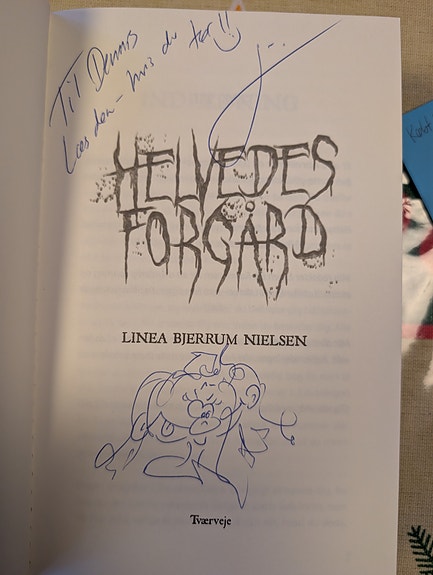 Til Dennis
Læs den – hvis du tør!!
HELVEDES
FORGÅRD
LINEA BJERRUM NIELSEN
Tværveje